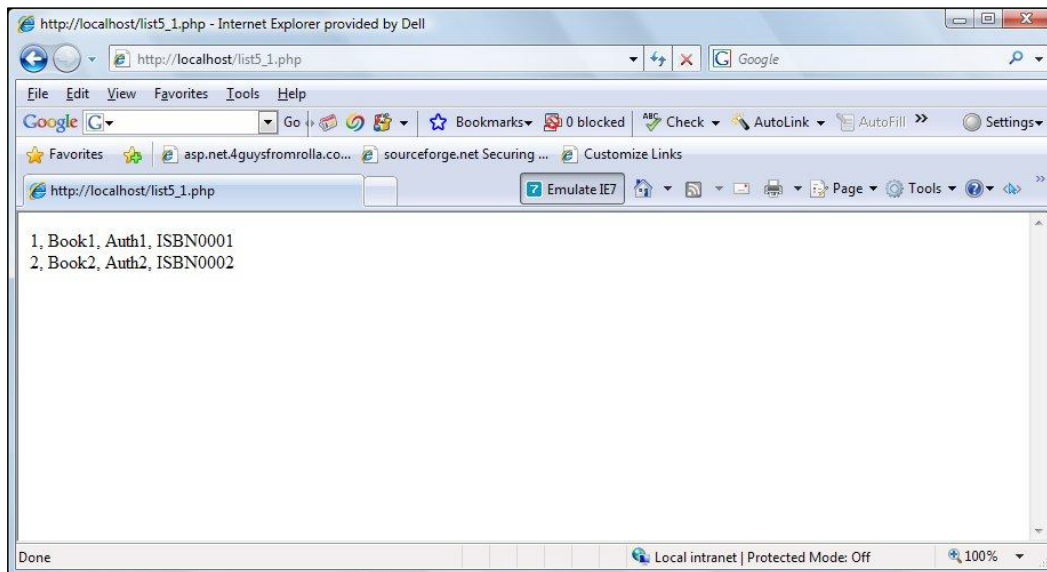 http://localhost/list5_1.php - Internet Explorer provided by Dell
http://localhost/list5_1.php
Google
File Edit View Favorites Tools Help
Google G Go Bookmarks 0 blocked ABC Check AutoLink AutoFill » Settings
Favorites asp.net.4guysfromrolla.co... sourceforge.net Securing ... Customize Links
http://localhost/list5_1.php 7 Emulate IE7 Page Tools »
1, Book1, Auth1, ISBN0001
2, Book2, Auth2, ISBN0002
Done Local intranet | Protected Mode: Off 100%